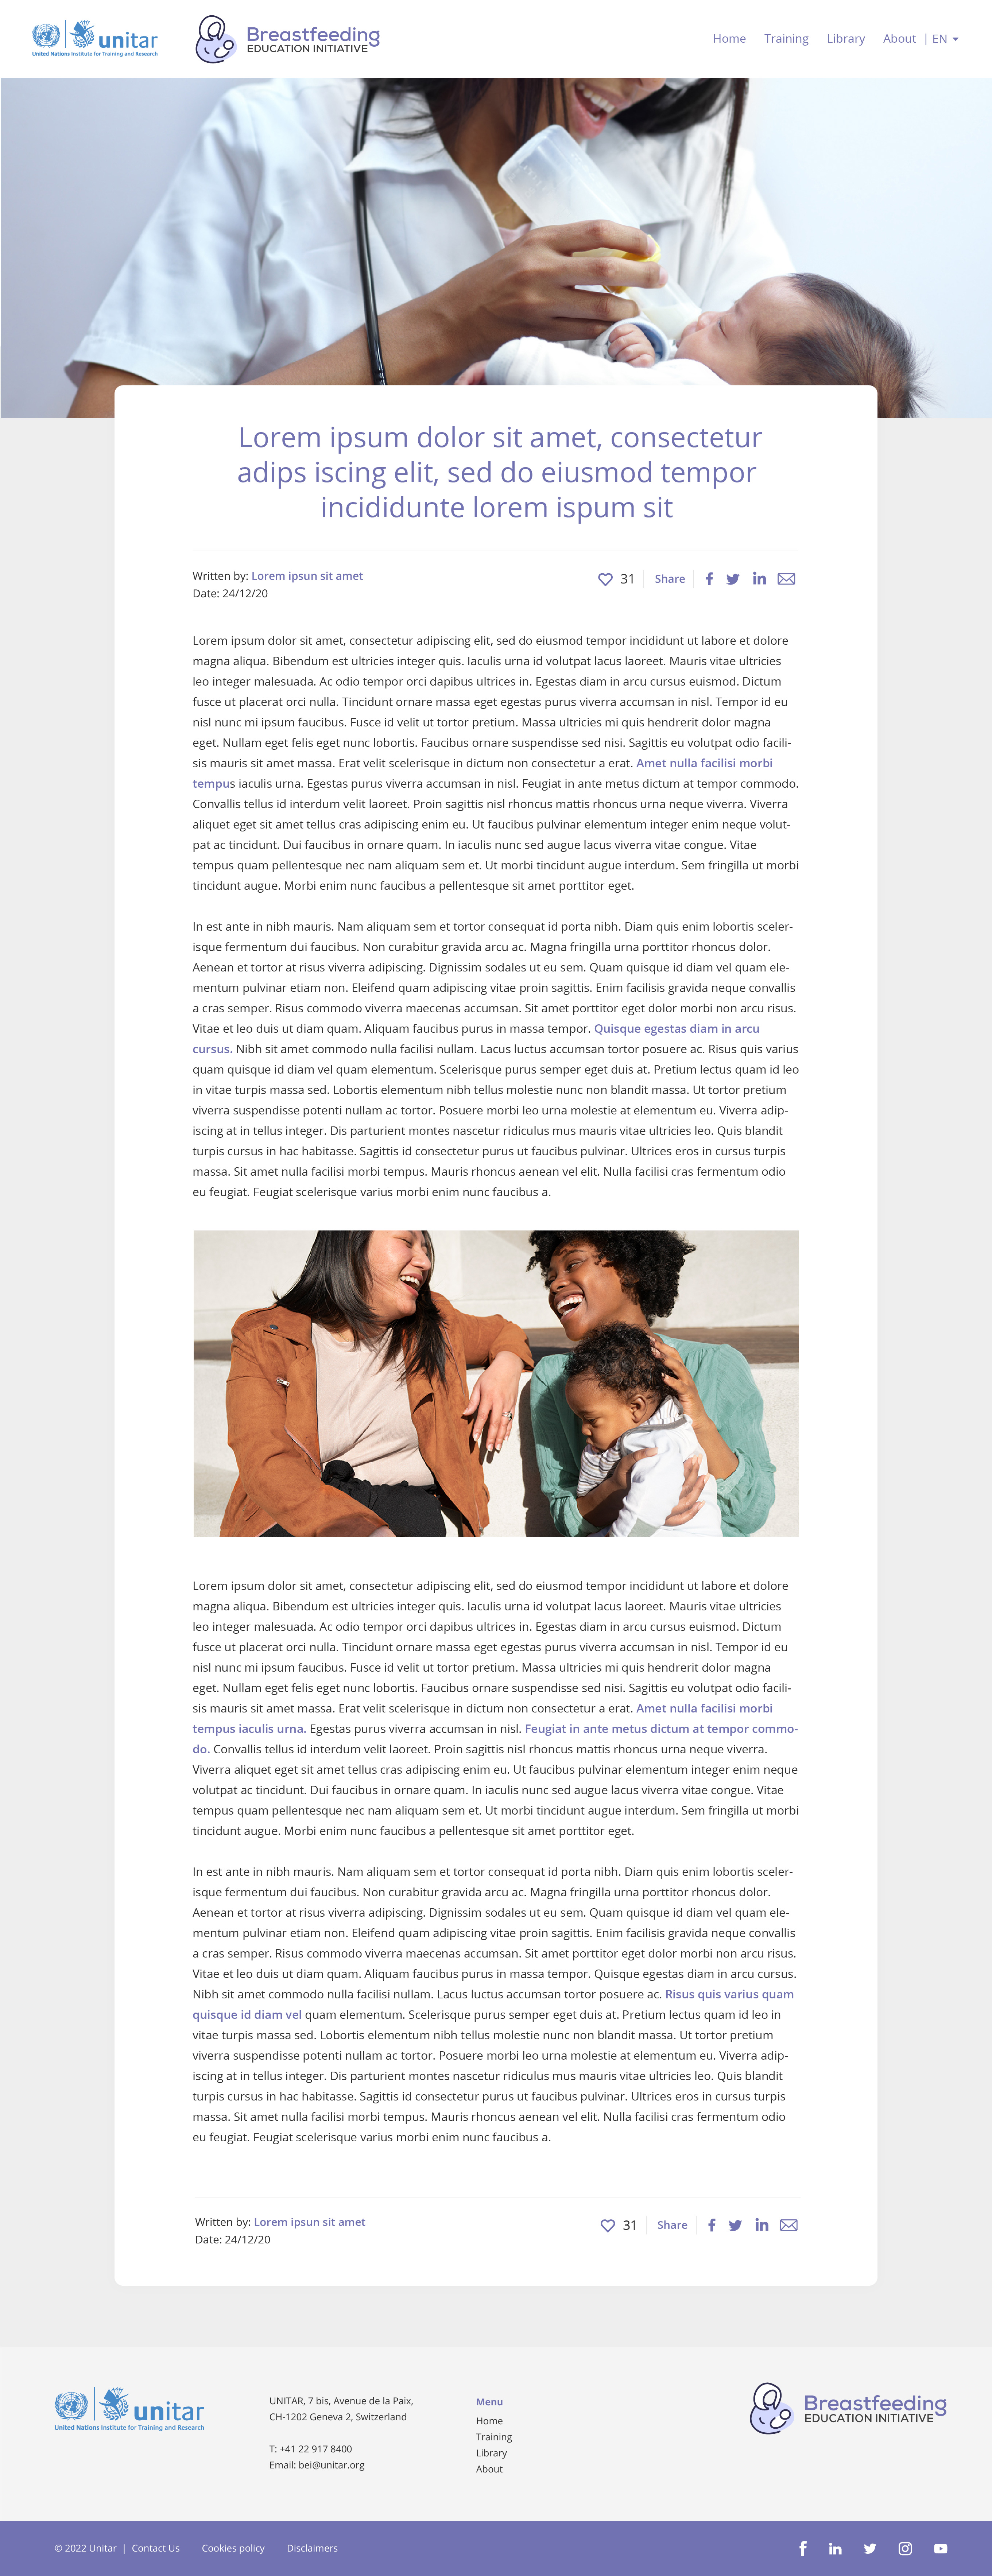 unitar
United Nations Institute for Training and Research
Breastfeeding
EDUCATION INITIATIVE
Home Training Library About | EN
Lorem ipsum dolor sit amet, consectetur
adips iscing elit, sed do eiusmod tempor
incididunte lorem ispum sit
Written by: Lorem ipsun sit amet
Date: 24/12/20
31 Share
Lorem ipsum dolor sit amet, consectetur adipiscing elit, sed do eiusmod tempor incididunt ut labore et dolore
magna aliqua. Bibendum est ultricies integer quis. Iaculis urna id volutpat lacus laoreet. Mauris vitae ultricies
leo integer malesuada. Ac odio tempor orci dapibus ultrices in. Egestas diam in arcu cursus euismod. Dictum
fusce ut placerat orci nulla. Tincidunt ornare massa eget egestas purus viverra accumsan in nisl. Tempor id eu
nisl nunc mi ipsum faucibus. Fusce id velit ut tortor pretium. Massa ultricies mi quis hendrerit dolor magna
eget. Nullam eget felis eget nunc lobortis. Faucibus ornare suspendisse sed nisi. Sagittis eu volutpat odio facili-
sis mauris sit amet massa. Erat velit scelerisque in dictum non consectetur a erat. Amet nulla facilisi morbi
tempus iaculis urna. Egestas purus viverra accumsan in nisl. Feugiat in ante metus dictum at tempor commodo.
Convallis tellus id interdum velit laoreet. Proin sagittis nisl rhoncus mattis rhoncus urna neque viverra. Viverra
aliquet eget sit amet tellus cras adipiscing enim eu. Ut faucibus pulvinar elementum integer enim neque volut-
pat ac tincidunt. Dui faucibus in ornare quam. In iaculis nunc sed augue lacus viverra vitae congue. Vitae
tempus quam pellentesque nec nam aliquam sem et. Ut morbi tincidunt augue interdum. Sem fringilla ut morbi
tincidunt augue. Morbi enim nunc faucibus a pellentesque sit amet porttitor eget.
In est ante in nibh mauris. Nam aliquam sem et tortor consequat id porta nibh. Diam quis enim lobortis sceler-
isque fermentum dui faucibus. Non curabitur gravida arcu ac. Magna fringilla urna porttitor rhoncus dolor.
Aenean et tortor at risus viverra adipiscing. Dignissim sodales ut eu sem. Quam quisque id diam vel quam ele-
mentum pulvinar etiam non. Eleifend quam adipiscing vitae proin sagittis. Enim facilisis gravida neque convallis
a cras semper. Risus commodo viverra maecenas accumsan. Sit amet porttitor eget dolor morbi non arcu risus.
Vitae et leo duis ut diam quam. Aliquam faucibus purus in massa tempor. Quisque egestas diam in arcu
cursus. Nibh sit amet commodo nulla facilisi nullam. Lacus luctus accumsan tortor posuere ac. Risus quis varius
quam quisque id diam vel quam elementum. Scelerisque purus semper eget duis at. Pretium lectus quam id leo
in vitae turpis massa sed. Lobortis elementum nibh tellus molestie nunc non blandit massa. Ut tortor pretium
viverra suspendisse potenti nullam ac tortor. Posuere morbi leo urna molestie at elementum eu. Viverra adip-
iscing at in tellus integer. Dis parturient montes nascetur ridiculus mus mauris vitae ultricies leo. Quis blandit
turpis cursus in hac habitasse. Sagittis id consectetur purus ut faucibus pulvinar. Ultrices eros in cursus turpis
massa. Sit amet nulla facilisi morbi tempus. Mauris rhoncus aenean vel elit. Nulla facilisi cras fermentum odio
eu feugiat. Feugiat scelerisque varius morbi enim nunc faucibus a.
Lorem ipsum dolor sit amet, consectetur adipiscing elit, sed do eiusmod tempor incididunt ut labore et dolore
magna aliqua. Bibendum est ultricies integer quis. Iaculis urna id volutpat lacus laoreet. Mauris vitae ultricies
leo integer malesuada. Ac odio tempor orci dapibus ultrices in. Egestas diam in arcu cursus euismod. Dictum
fusce ut placerat orci nulla. Tincidunt ornare massa eget egestas purus viverra accumsan in nisl. Tempor id eu
nisl nunc mi ipsum faucibus. Fusce id velit ut tortor pretium. Massa ultricies mi quis hendrerit dolor magna
eget. Nullam eget felis eget nunc lobortis. Faucibus ornare suspendisse sed nisi. Sagittis eu volutpat odio facili-
sis mauris sit amet massa. Erat velit scelerisque in dictum non consectetur a erat. Amet nulla facilisi morbi
tempus iaculis urna. Egestas purus viverra accumsan in nisl. Feugiat in ante metus dictum at tempor commo-
do. Convallis tellus id interdum velit laoreet. Proin sagittis nisl rhoncus mattis rhoncus urna neque viverra.
Viverra aliquet eget sit amet tellus cras adipiscing enim eu. Ut faucibus pulvinar elementum integer enim neque
volutpat ac tincidunt. Dui faucibus in ornare quam. In iaculis nunc sed augue lacus viverra vitae congue. Vitae
tempus quam pellentesque nec nam aliquam sem et. Ut morbi tincidunt augue interdum. Sem fringilla ut morbi
tincidunt augue. Morbi enim nunc faucibus a pellentesque sit amet porttitor eget.
In est ante in nibh mauris. Nam aliquam sem et tortor consequat id porta nibh. Diam quis enim lobortis sceler-
isque fermentum dui faucibus. Non curabitur gravida arcu ac. Magna fringilla urna porttitor rhoncus dolor.
Aenean et tortor at risus viverra adipiscing. Dignissim sodales ut eu sem. Quam quisque id diam vel quam ele-
mentum pulvinar etiam non. Eleifend quam adipiscing vitae proin sagittis. Enim facilisis gravida neque convallis
a cras semper. Risus commodo viverra maecenas accumsan. Sit amet porttitor eget dolor morbi non arcu risus.
Vitae et leo duis ut diam quam. Aliquam faucibus purus in massa tempor. Quisque egestas diam in arcu cursus.
Nibh sit amet commodo nulla facilisi nullam. Lacus luctus accumsan tortor posuere ac. Risus quis varius quam
quisque id diam vel quam elementum. Scelerisque purus semper eget duis at. Pretium lectus quam id leo in
vitae turpis massa sed. Lobortis elementum nibh tellus molestie nunc non blandit massa. Ut tortor pretium
viverra suspendisse potenti nullam ac tortor. Posuere morbi leo urna molestie at elementum eu. Viverra adip-
iscing at in tellus integer. Dis parturient montes nascetur ridiculus mus mauris vitae ultricies leo. Quis blandit
turpis cursus in hac habitasse. Sagittis id consectetur purus ut faucibus pulvinar. Ultrices eros in cursus turpis
massa. Sit amet nulla facilisi morbi tempus. Mauris rhoncus aenean vel elit. Nulla facilisi cras fermentum odio
eu feugiat. Feugiat scelerisque varius morbi enim nunc faucibus a.
Written by: Lorem ipsun sit amet
Date: 24/12/20
31 Share
unitar
United Nations Institute for Training and Research
UNITAR, 7 bis, Avenue de la Paix,
CH-1202 Geneva 2, Switzerland
T: +41 22 917 8400
Email: bei@unitar.org
Menu
Home
Training
Library
About
Breastfeeding
EDUCATION INITIATIVE
© 2022 Unitar | Contact Us Cookies policy Disclaimers